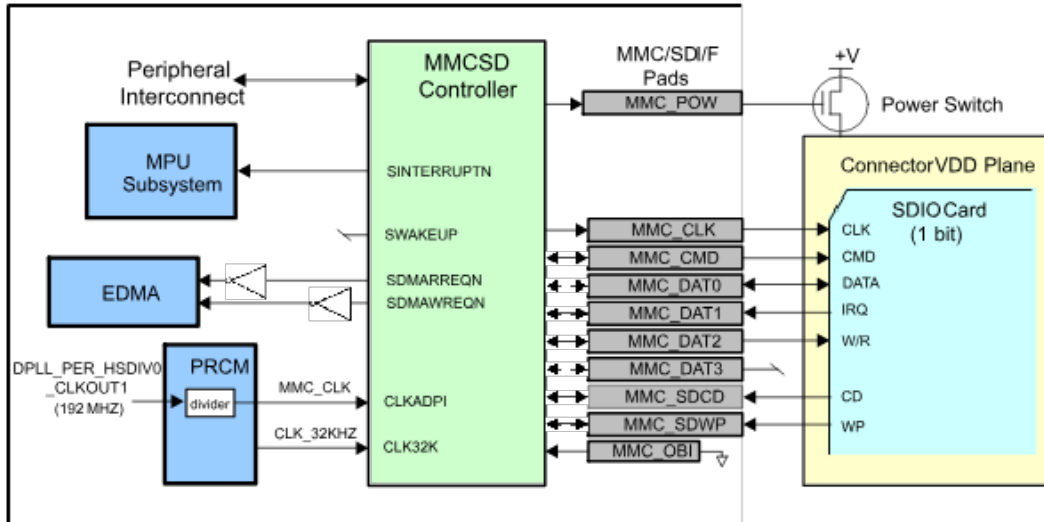 Peripheral
Interconnect
MMCSD
Controller
MMC/SDI/F
Pads
MMC_POW
+V
Power Switch
MPU
Subsystem
SINTERRUPTN
ConnectorVDD Plane
SDIO Card
(1 bit)
SWAKEUP
MMC_CLK
CLK
MMC_CMD
CMD
EDMA
SDMARREQN
MMC_DAT0
DATA
SDMAWREQN
MMC_DAT1
IRQ
MMC_DAT2
W/R
DPLL_PER_HSDIV0
_CLKOUT1
(192 MHZ)
PRCM
divider
MMC_CLK
CLKADPI
MMC_DAT3
MMC_SDCD
CD
CLK_32KHZ
CLK32K
MMC_SDWP
WP
MMC_OBI